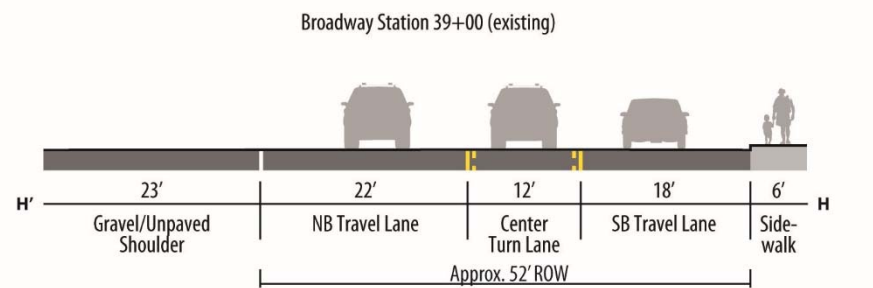 Broadway Station 39+00 (existing)
23’ 22’ 12’ 18’ 6’
H’ H
Gravel/Unpaved
Shoulder
NB Travel Lane
Center
Turn Lane
SB Travel Lane
Side-
walk
Approx. 52’ ROW